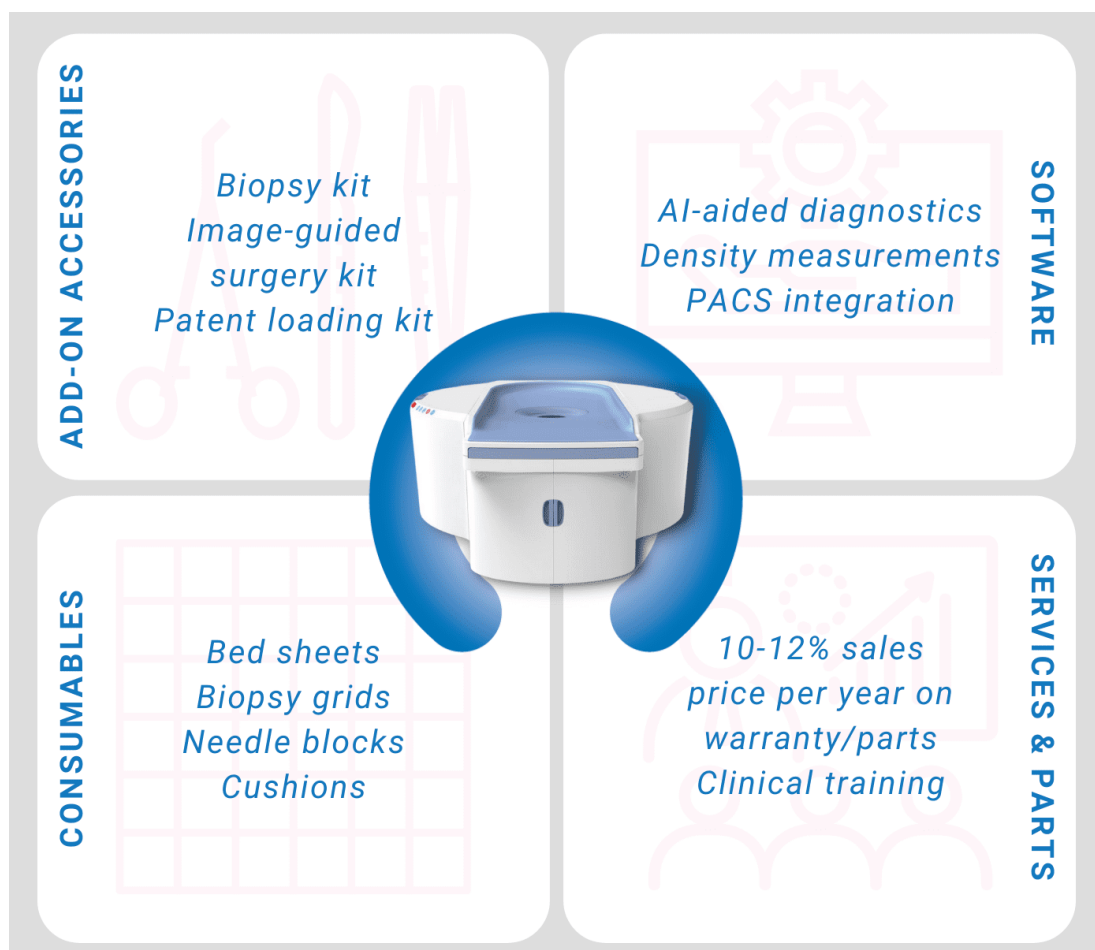 ADD-ON ACCESSORIES
Biopsy kit
Image-guided
surgery kit
Patent loading kit
SOFTWARE
AI-aided diagnostics
Density measurements
PACS integration
CONSUMABLES
Bed sheets
Biopsy grids
Needle blocks
Cushions
SERVICES & PARTS
10-12% sales
price per year on
warranty/parts
Clinical training